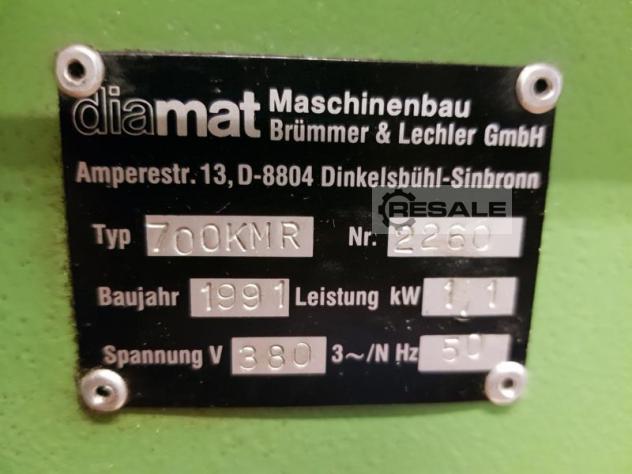 diamat Maschinenbau
Brümmer & Lechler GmbH
Amperestr. 13, D-8804 Dinkelsbühl-Sinbronn
RESALE
Typ 700KMR Nr. 2260
Baujahr 1991 Leistung kW 1,1
Spannung V 380 3~/N Hz 50